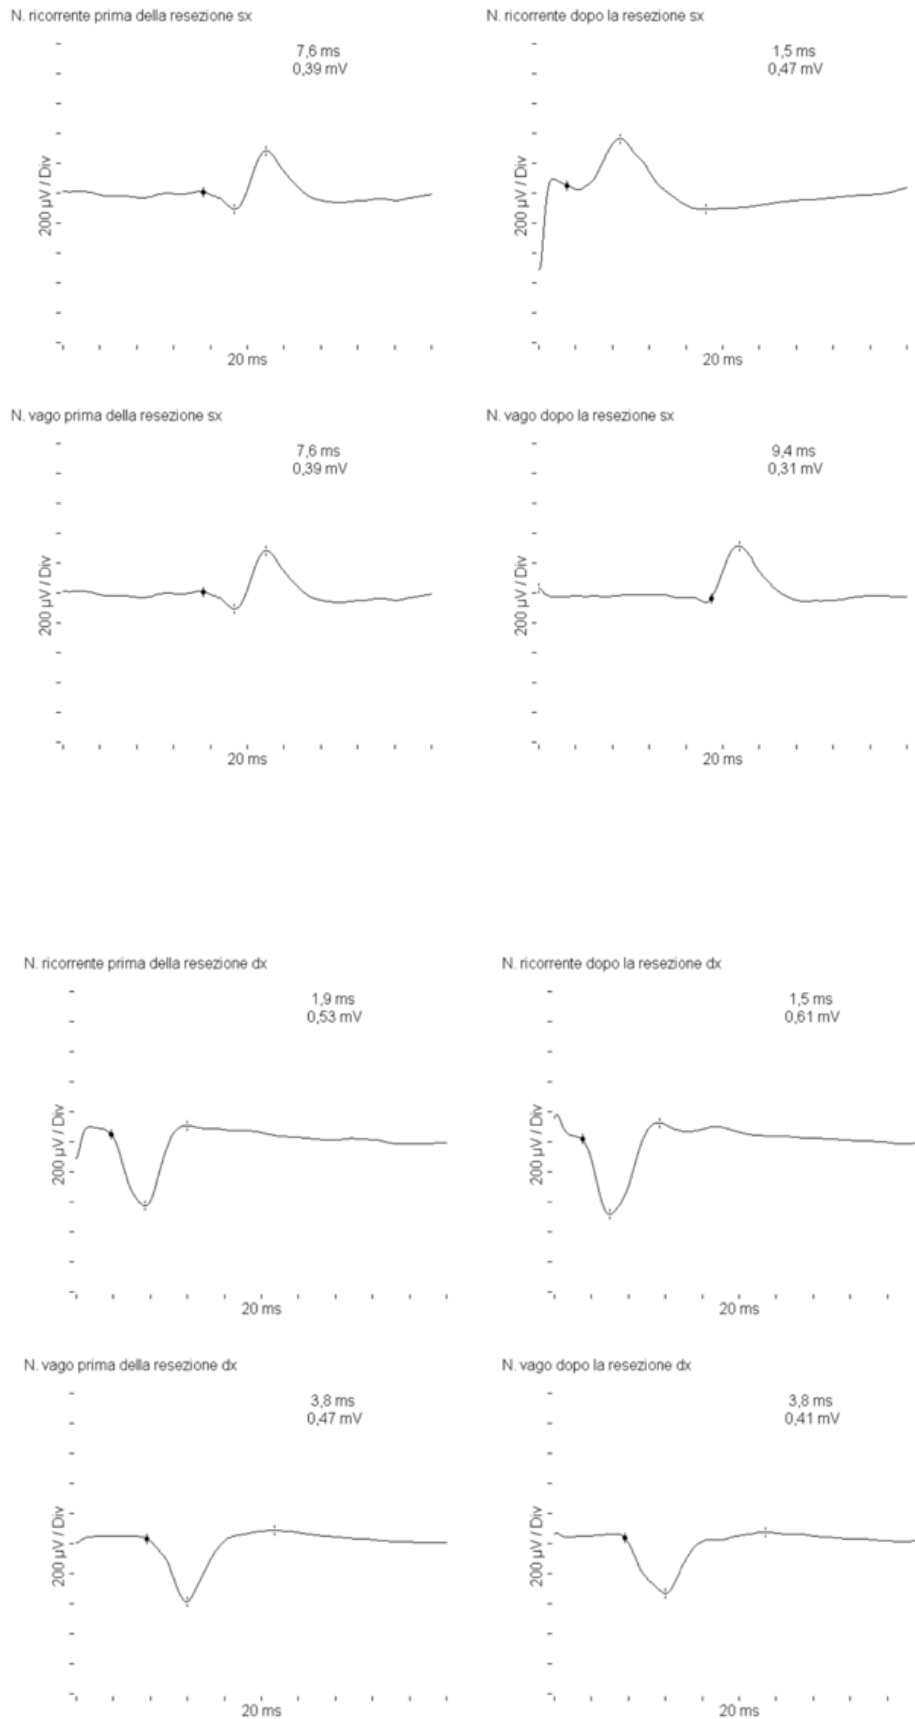 N. ricorrente prima della resezione sx
7,6 ms
0,39 mV
200 µV / Div
20 ms
N. ricorrente dopo la resezione sx
1,5 ms
0,47 mV
200 µV / Div
20 ms
N. vago prima della resezione sx
7,6 ms
0,39 mV
200 µV / Div
20 ms
N. vago dopo la resezione sx
9,4 ms
0,31 mV
200 µV / Div
20 ms
N. ricorrente prima della resezione dx
1,9 ms
0,53 mV
200 µV / Div
20 ms
N. ricorrente dopo la resezione dx
1,5 ms
0,61 mV
200 µV / Div
20 ms
N. vago prima della resezione dx
3,8 ms
0,47 mV
200 µV / Div
20 ms
N. vago dopo la resezione dx
3,8 ms
0,41 mV
200 µV / Div
20 ms